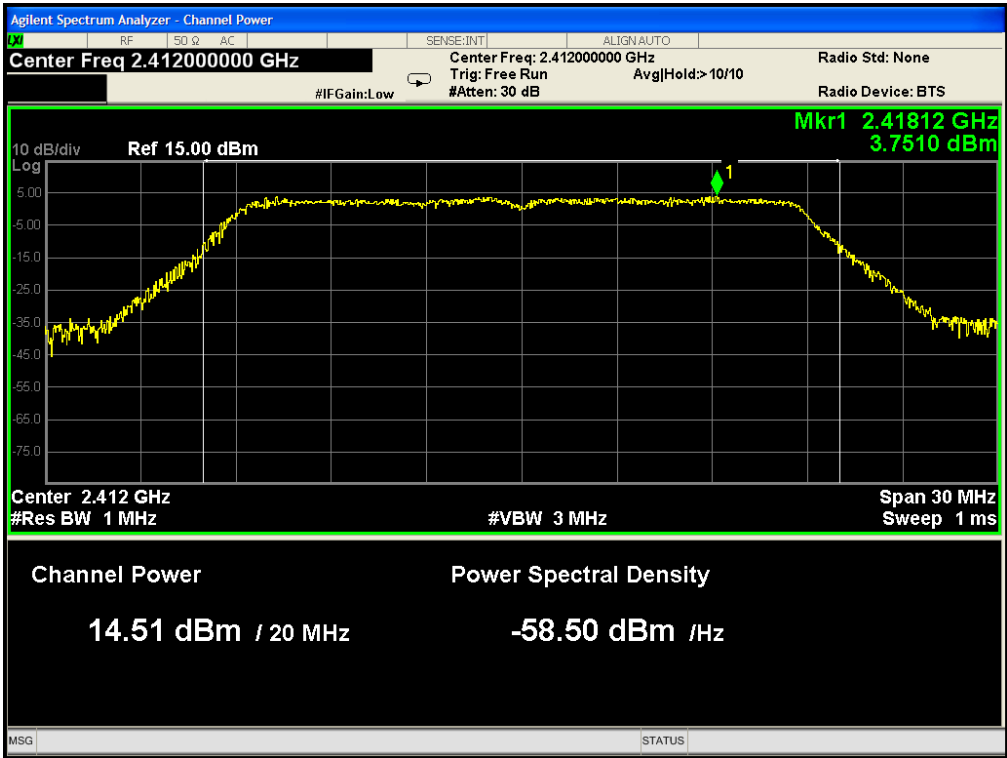 Agilent Spectrum Analyzer - Channel Power
LXI RF 50 Ω AC SENSE:INT ALIGN AUTO
Center Freq 2.412000000 GHz
Center Freq: 2.412000000 GHz
Radio Std: None
Trig: Free Run Avg|Hold:> 10/10
#IFGain:Low #Atten: 30 dB
Radio Device: BTS
Mkr1 2.41812 GHz
3.7510 dBm
10 dB/div Ref 15.00 dBm
Log
1
5.00
-5.00
-15.0
-25.0
-35.0
-45.0
-55.0
-65.0
-75.0
Center 2.412 GHz Span 30 MHz
#Res BW 1 MHz #VBW 3 MHz Sweep 1 ms
Channel Power Power Spectral Density
14.51 dBm / 20 MHz -58.50 dBm /Hz
MSG STATUS